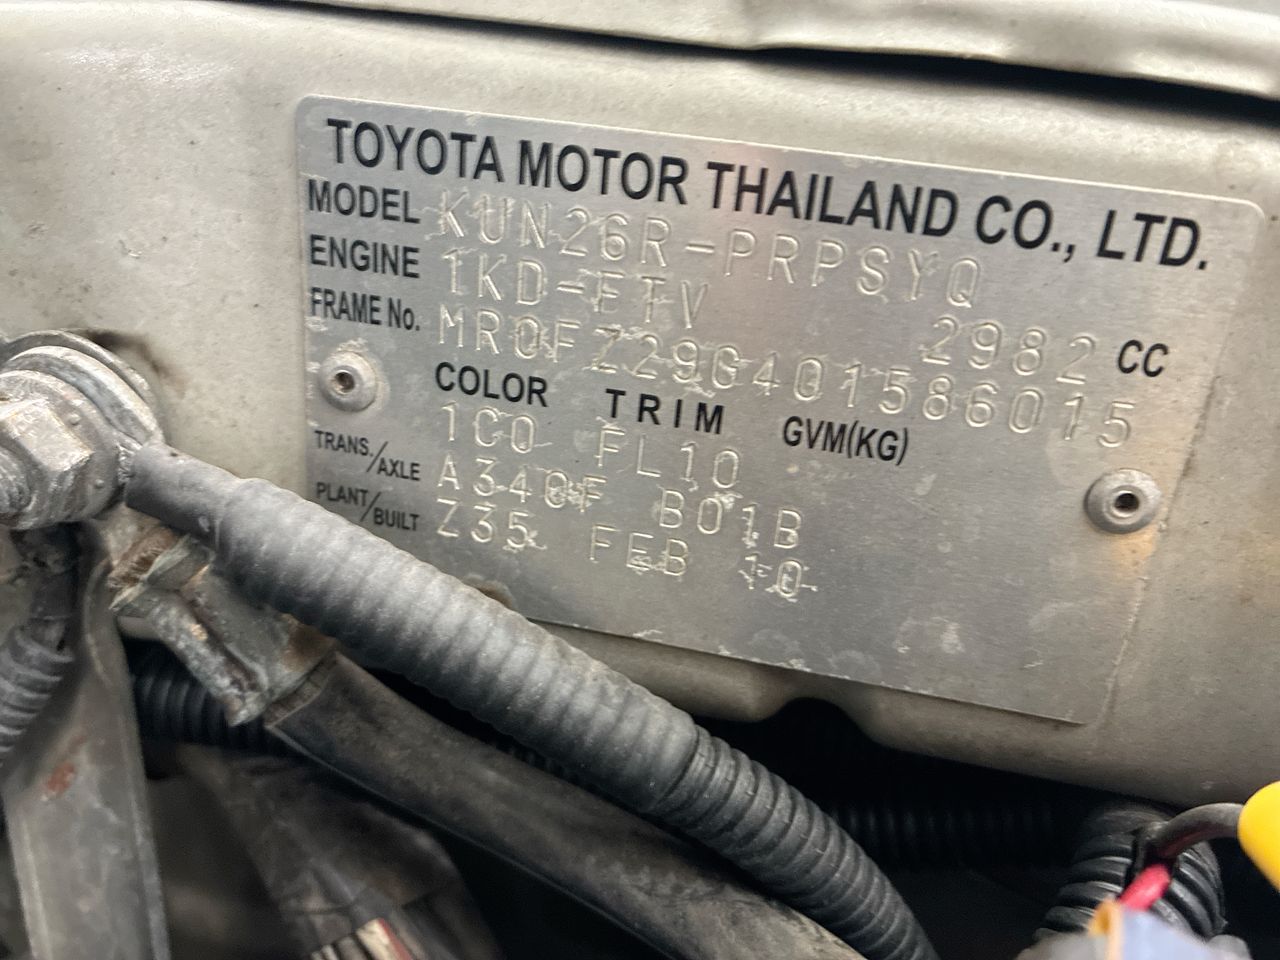 TOYOTA MOTOR THAILAND CO., LTD.
MODEL KUN26R-PRPSYQ
ENGINE 1KD-FTV 2982 CC
FRAME No. MR0FZ29G401586015
COLOR TRIM GVM(KG)
1C0 FL10
TRANS./AXLE A340F B01B
PLANT/BUILT Z35 FEB 10